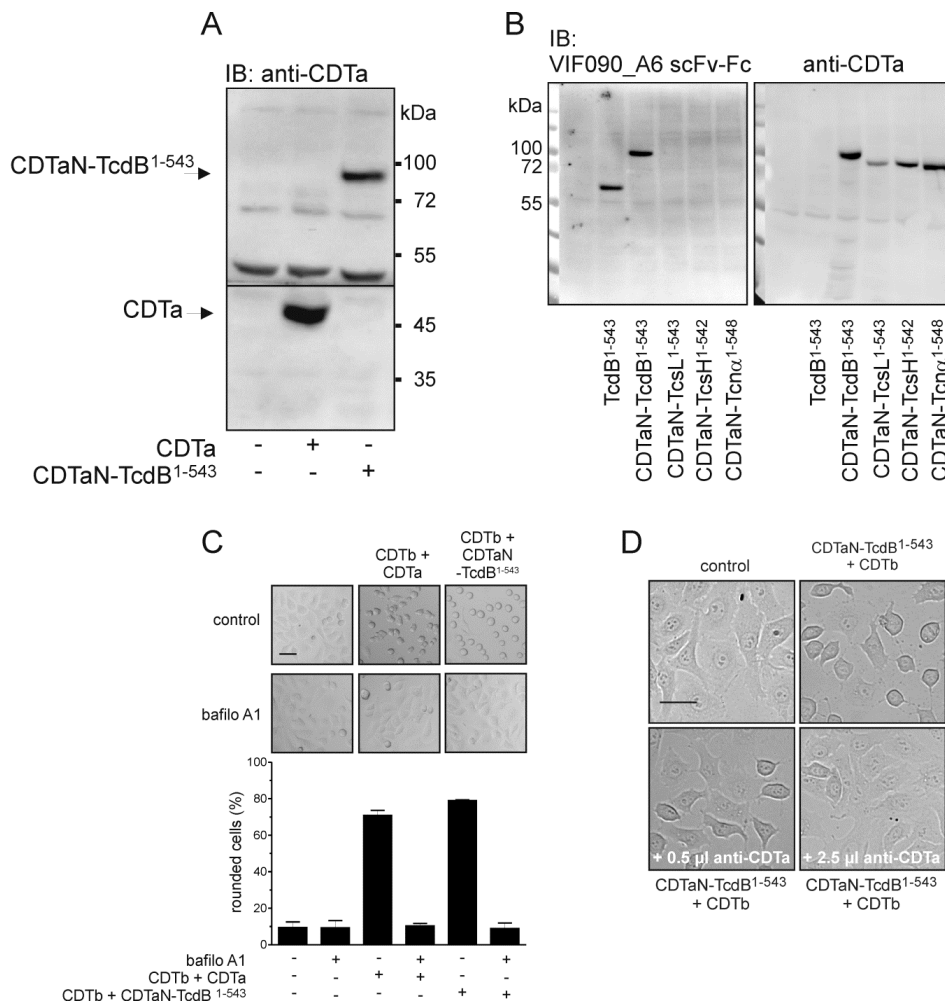 A
IB: anti-CDTa
kDa
CDTaN-TcdB1-543
100
72
55
CDTa
45
35
CDTa - + -
CDTaN-TcdB1-543 - - +
B
IB:
VIF090_A6 scFv-Fc
anti-CDTa
kDa
100
72
55
TcdB1-543
CDTaN-TcdB1-543
CDTaN-TcsL1-543
CDTaN-TcsH1-542
CDTaN-Tcnα1-548
TcdB1-543
CDTaN-TcdB1-543
CDTaN-TcsL1-543
CDTaN-TcsH1-542
CDTaN-Tcnα1-548
C
CDTb +
CDTa
CDTb +
CDTaN
-TcdB1-543
control
bafilo A1
rounded cells (%)
100
80
60
40
20
0
bafilo A1 - + - + - +
CDTb + CDTa - - + + - -
CDTb + CDTaN-TcdB 1-543 - - - - + +
D
control
CDTaN-TcdB1-543
+ CDTb
+ 0.5 µl anti-CDTa
+ 2.5 µl anti-CDTa
CDTaN-TcdB1-543
+ CDTb
CDTaN-TcdB1-543
+ CDTb